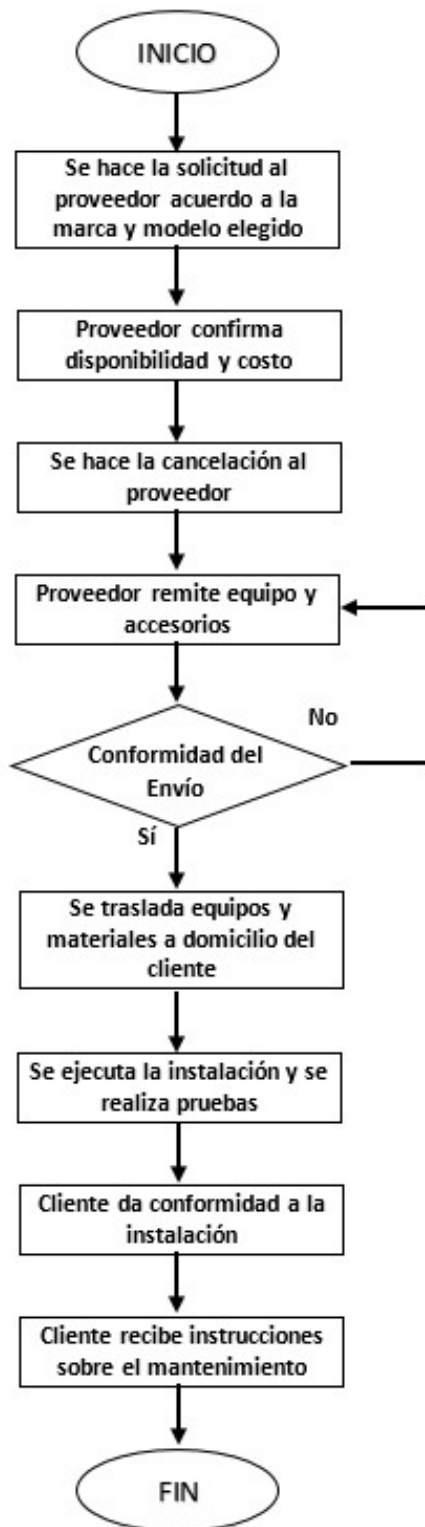 INICIO
Se hace la solicitud al
proveedor acuerdo a la
marca y modelo elegido
Proveedor confirma
disponibilidad y costo
Se hace la cancelación al
proveedor
Proveedor remite equipo y
accesorios
No
Conformidad del
Envío
Sí
Se traslada equipos y
materiales a domicilio del
cliente
Se ejecuta la instalación y se
realiza pruebas
Cliente da conformidad a la
instalación
Cliente recibe instrucciones
sobre el mantenimiento
FIN